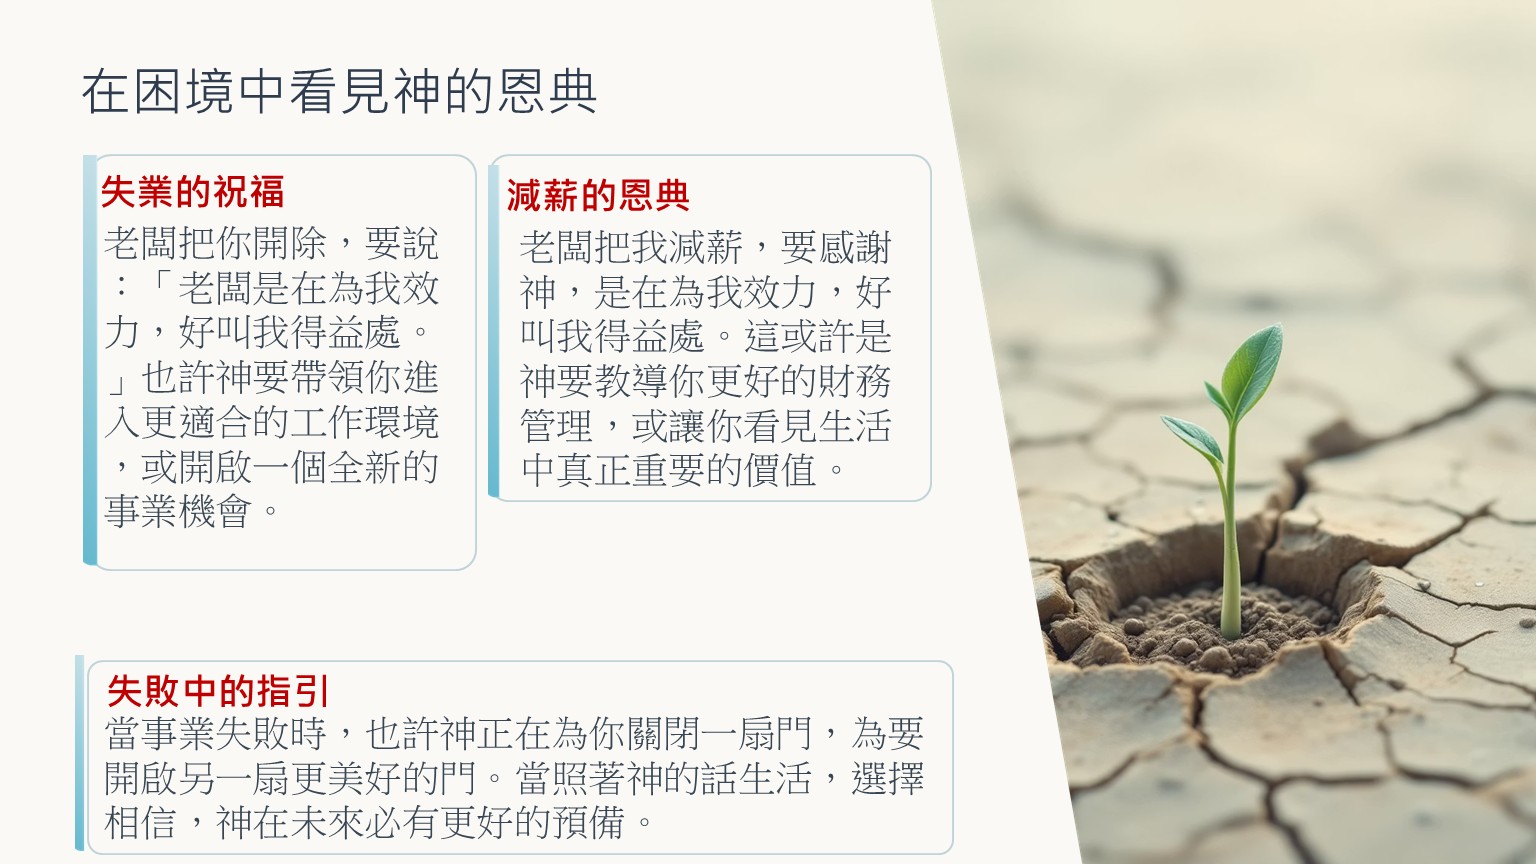 在困境中看見神的恩典
失業的祝福
老闆把你開除，要說
：「老闆是在為我效
力，好叫我得益處。
」也許神要帶領你進
入更適合的工作環境
，或開啟一個全新的
事業機會。
減薪的恩典
老闆把我減薪，要感謝
神，是在為我效力，好
叫我得益處。這或許是
神要教導你更好的財務
管理，或讓你看見生活
中真正重要的價值。
失敗中的指引
當事業失敗時，也許神正在為你關閉一扇門，為要
開啟另一扇更美好的門。當照著神的話生活，選擇
相信，神在未來必有更好的預備。